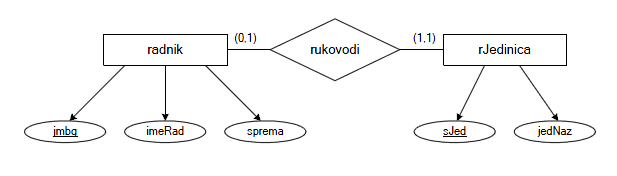 radnik
(0,1)
rukovodi
(1,1)
rJedinica
jmbg
imeRad
sprema
sJed
jedNaz